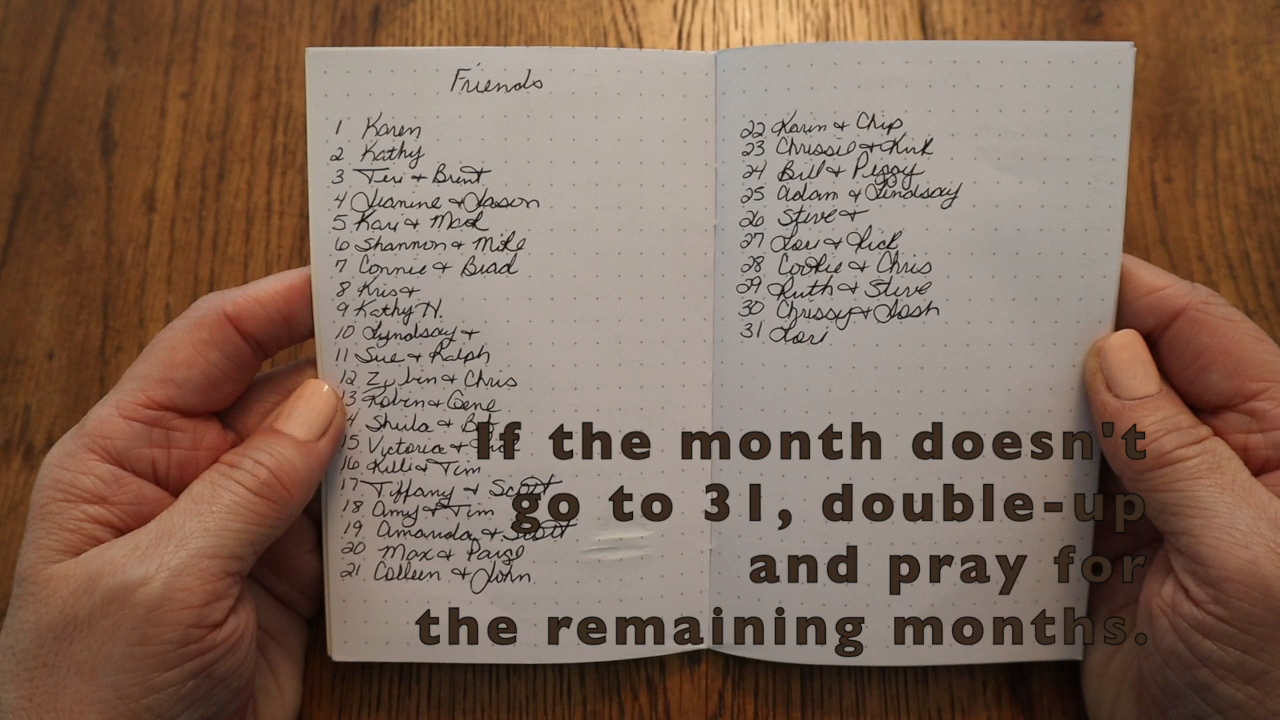 Friends
1 Karen
2 Kathy
3 Teri & Brent
4 Jeanine & Jason
5 Kari & Mark
6 Shannon & Mike
7 Connie & Brad
8 Kris &
9 Kathy N.
10 Lyndsay &
11 Sue & Ralph
12 & Chris
13 Robin & Gene
14 Sheila & Bob
15 Victoria &
16 Kelli & Tim
17 Tiffany & Scott
18 Amy & Tim
19 Amanda & Scott
20 Max & Paige
21 Colleen & John
22 Karin & Chip
23 Chrissie & Kirk
24 Bill & Peggy
25 Adam & Lindsay
26 Steve &
27 Lori & Rick
28 Cookie & Chris
29 Ruth & Steve
30 Chrissy & Josh
31 Lori
If the month doesn't
go to 31, double-up
and pray for
the remaining months.